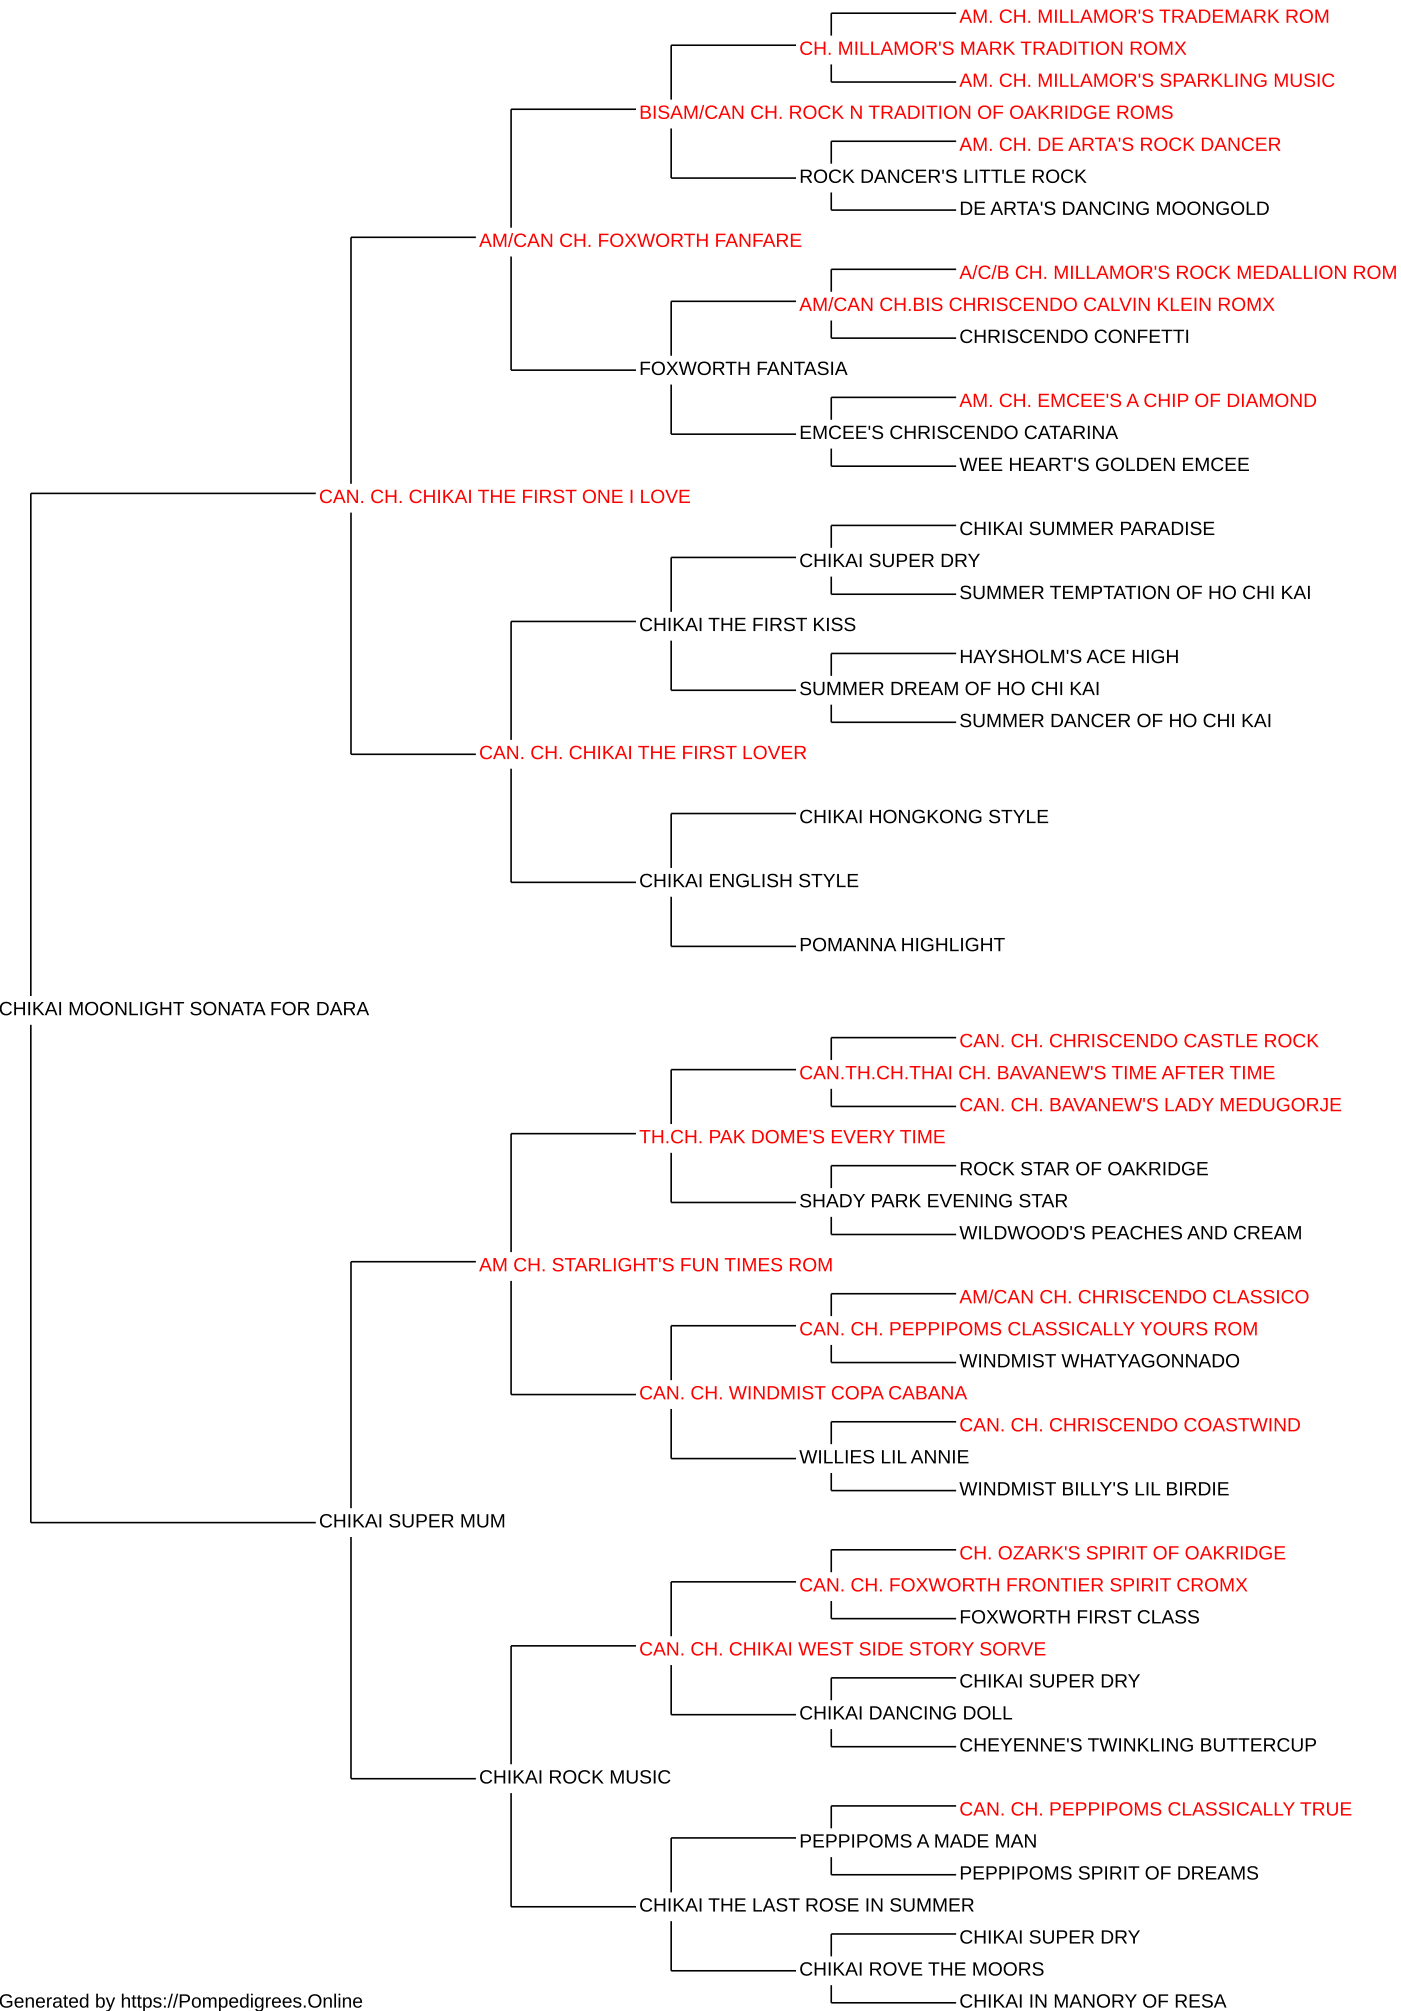 AM. CH. MILLAMOR'S TRADEMARK ROM
CH. MILLAMOR'S MARK TRADITION ROMX
AM. CH. MILLAMOR'S SPARKLING MUSIC
BISAM/CAN CH. ROCK N TRADITION OF OAKRIDGE ROMS
AM. CH. DE ARTA'S ROCK DANCER
ROCK DANCER'S LITTLE ROCK
DE ARTA'S DANCING MOONGOLD
AM/CAN CH. FOXWORTH FANFARE
A/C/B CH. MILLAMOR'S ROCK MEDALLION ROM
AM/CAN CH.BIS CHRISCENDO CALVIN KLEIN ROMX
CHRISCENDO CONFETTI
FOXWORTH FANTASIA
AM. CH. EMCEE'S A CHIP OF DIAMOND
EMCEE'S CHRISCENDO CATARINA
WEE HEART'S GOLDEN EMCEE
CAN. CH. CHIKAI THE FIRST ONE I LOVE
CHIKAI SUMMER PARADISE
CHIKAI SUPER DRY
SUMMER TEMPTATION OF HO CHI KAI
CHIKAI THE FIRST KISS
HAYSHOLM'S ACE HIGH
SUMMER DREAM OF HO CHI KAI
SUMMER DANCER OF HO CHI KAI
CAN. CH. CHIKAI THE FIRST LOVER
CHIKAI HONGKONG STYLE
CHIKAI ENGLISH STYLE
POMANNA HIGHLIGHT
CHIKAI MOONLIGHT SONATA FOR DARA
CAN. CH. CHRISCENDO CASTLE ROCK
CAN.TH.CH.THAI CH. BAVANEW'S TIME AFTER TIME
CAN. CH. BAVANEW'S LADY MEDUGORJE
TH.CH. PAK DOME'S EVERY TIME
ROCK STAR OF OAKRIDGE
SHADY PARK EVENING STAR
WILDWOOD'S PEACHES AND CREAM
AM CH. STARLIGHT'S FUN TIMES ROM
AM/CAN CH. CHRISCENDO CLASSICO
CAN. CH. PEPPIPOMS CLASSICALLY YOURS ROM
WINDMIST WHATYAGONNADO
CAN. CH. WINDMIST COPA CABANA
CAN. CH. CHRISCENDO COASTWIND
WILLIES LIL ANNIE
WINDMIST BILLY'S LIL BIRDIE
CHIKAI SUPER MUM
CH. OZARK'S SPIRIT OF OAKRIDGE
CAN. CH. FOXWORTH FRONTIER SPIRIT CROMX
FOXWORTH FIRST CLASS
CAN. CH. CHIKAI WEST SIDE STORY SORVE
CHIKAI SUPER DRY
CHIKAI DANCING DOLL
CHEYENNE'S TWINKLING BUTTERCUP
CHIKAI ROCK MUSIC
CAN. CH. PEPPIPOMS CLASSICALLY TRUE
PEPPIPOMS A MADE MAN
PEPPIPOMS SPIRIT OF DREAMS
CHIKAI THE LAST ROSE IN SUMMER
CHIKAI SUPER DRY
CHIKAI ROVE THE MOORS
CHIKAI IN MANORY OF RESA
Generated by https://Pompedigrees.Online